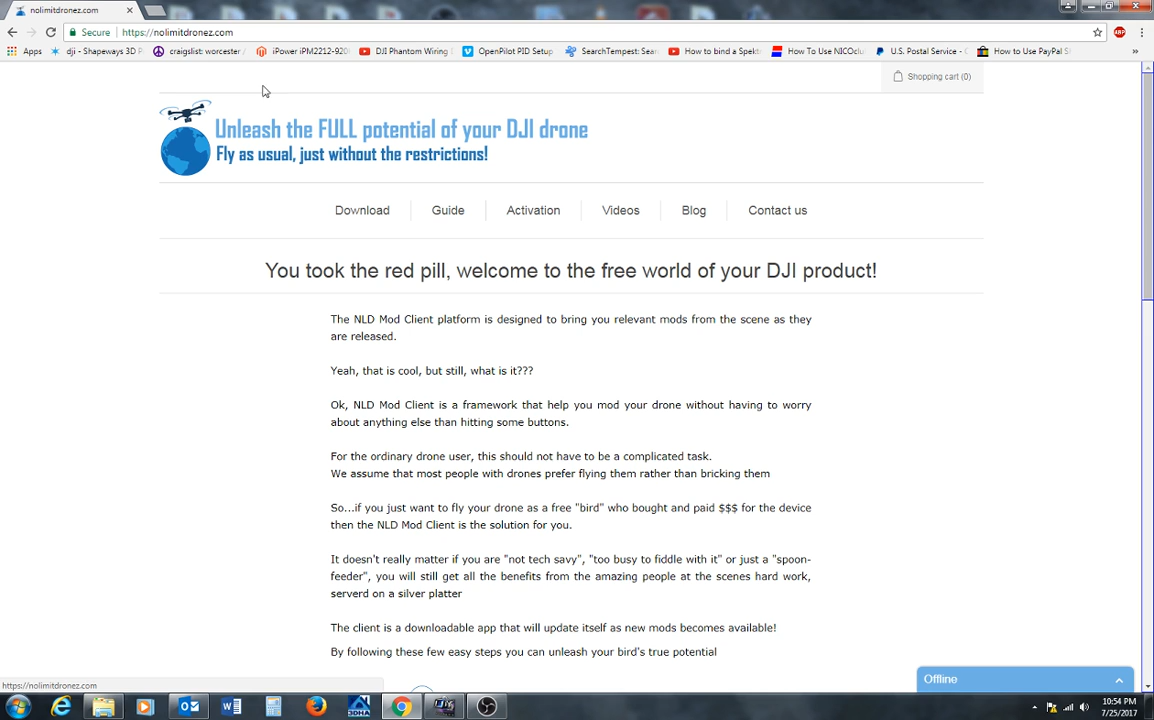 nolimitdronez.com
Secure https://nolimitdronez.com
Apps dji - Shapeways 3D P craigslist: worcester iPower iPM2212-920 DJI Phantom Wiring OpenPilot PID Setup SearchTempest: Sear How to bind a Spekt How To Use NICOclu U.S. Postal Service - How to Use PayPal S »
Shopping cart (0)
Unleash the FULL potential of your DJI drone
Fly as usual, just without the restrictions!
Download Guide Activation Videos Blog Contact us
You took the red pill, welcome to the free world of your DJI product!
The NLD Mod Client platform is designed to bring you relevant mods from the scene as they
are released.
Yeah, that is cool, but still, what is it???
Ok, NLD Mod Client is a framework that help you mod your drone without having to worry
about anything else than hitting some buttons.
For the ordinary drone user, this should not have to be a complicated task.
We assume that most people with drones prefer flying them rather than bricking them
So...if you just want to fly your drone as a free "bird" who bought and paid $$$ for the device
then the NLD Mod Client is the solution for you.
It doesn't really matter if you are "not tech savy", "too busy to fiddle with it" or just a "spoon-
feeder", you will still get all the benefits from the amazing people at the scenes hard work,
serverd on a silver platter
The client is a downloadable app that will update itself as new mods becomes available!
By following these few easy steps you can unleash your bird's true potential
Offline
https://nolimitdronez.com
3DHA
10:54 PM
7/25/2017